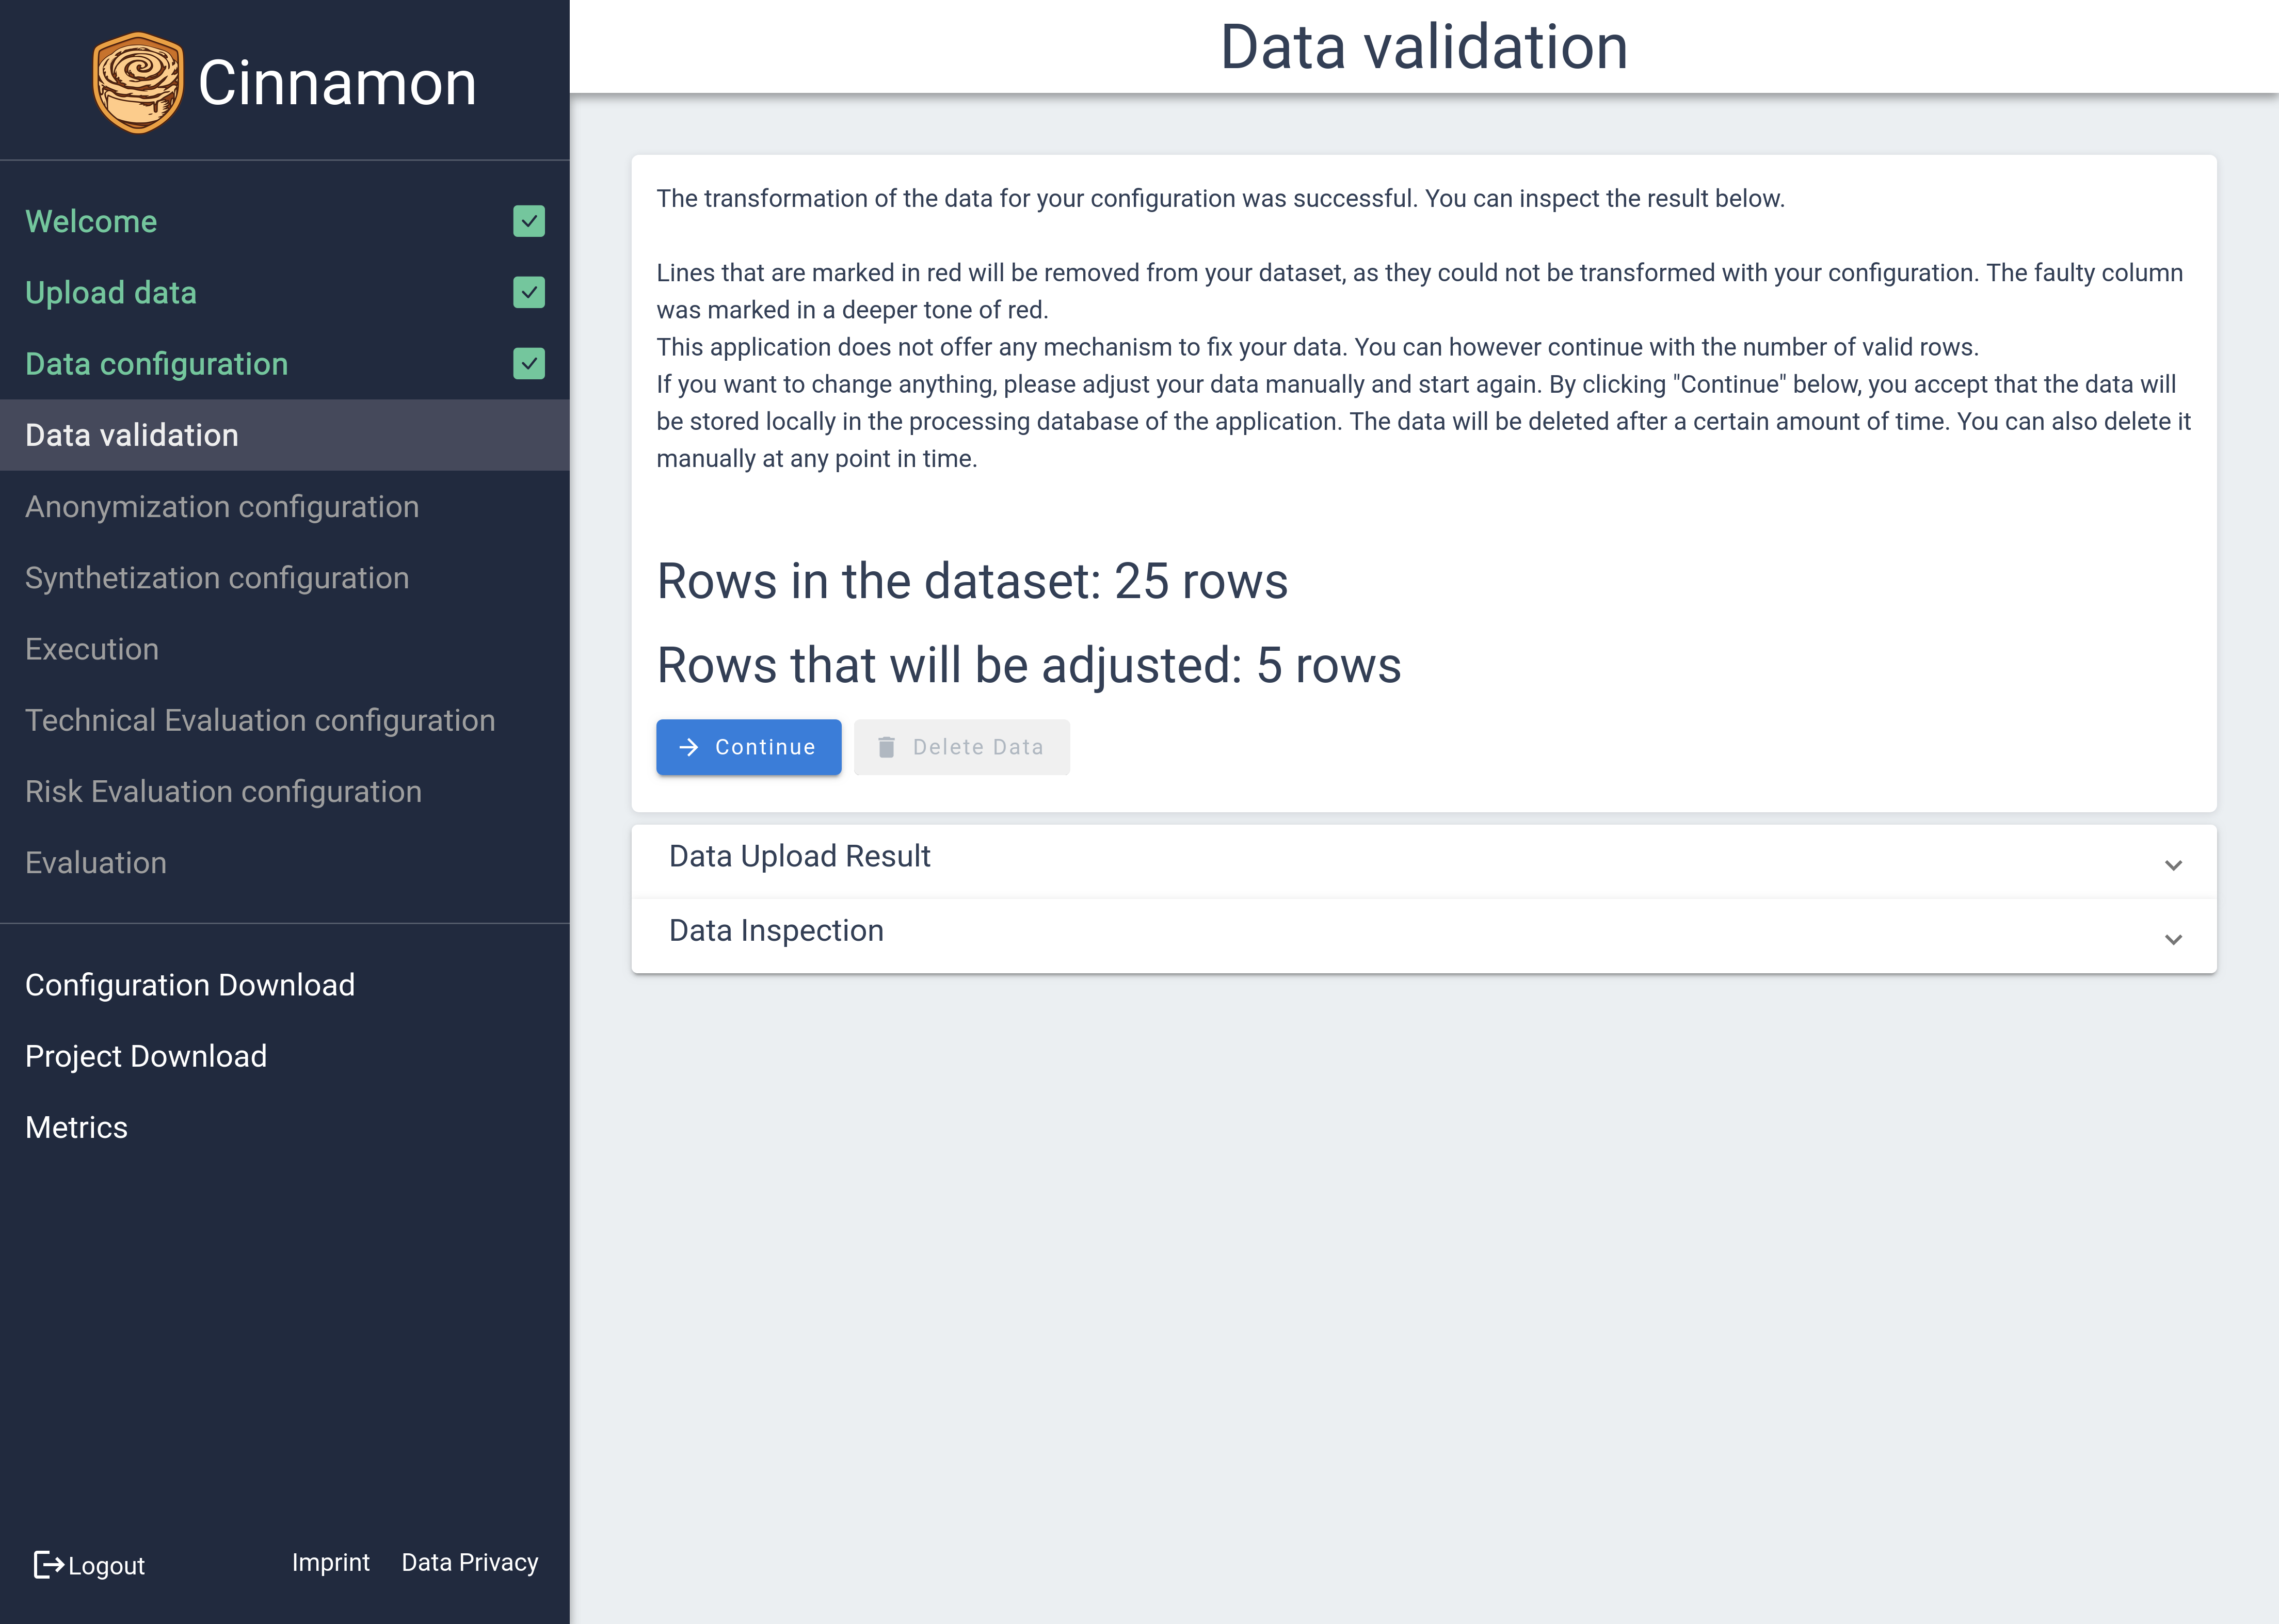 Cinnamon
Welcome
Upload data
Data configuration
Data validation
Anonymization configuration
Synthetization configuration
Execution
Technical Evaluation configuration
Risk Evaluation configuration
Evaluation
Configuration Download
Project Download
Metrics
Logout
Imprint
Data Privacy
Data validation
The transformation of the data for your configuration was successful. You can inspect the result below.
Lines that are marked in red will be removed from your dataset, as they could not be transformed with your configuration. The faulty column
was marked in a deeper tone of red.
This application does not offer any mechanism to fix your data. You can however continue with the number of valid rows.
If you want to change anything, please adjust your data manually and start again. By clicking "Continue" below, you accept that the data will
be stored locally in the processing database of the application. The data will be deleted after a certain amount of time. You can also delete it
manually at any point in time.
Rows in the dataset: 25 rows
Rows that will be adjusted: 5 rows
Continue
Delete Data
Data Upload Result
Data Inspection